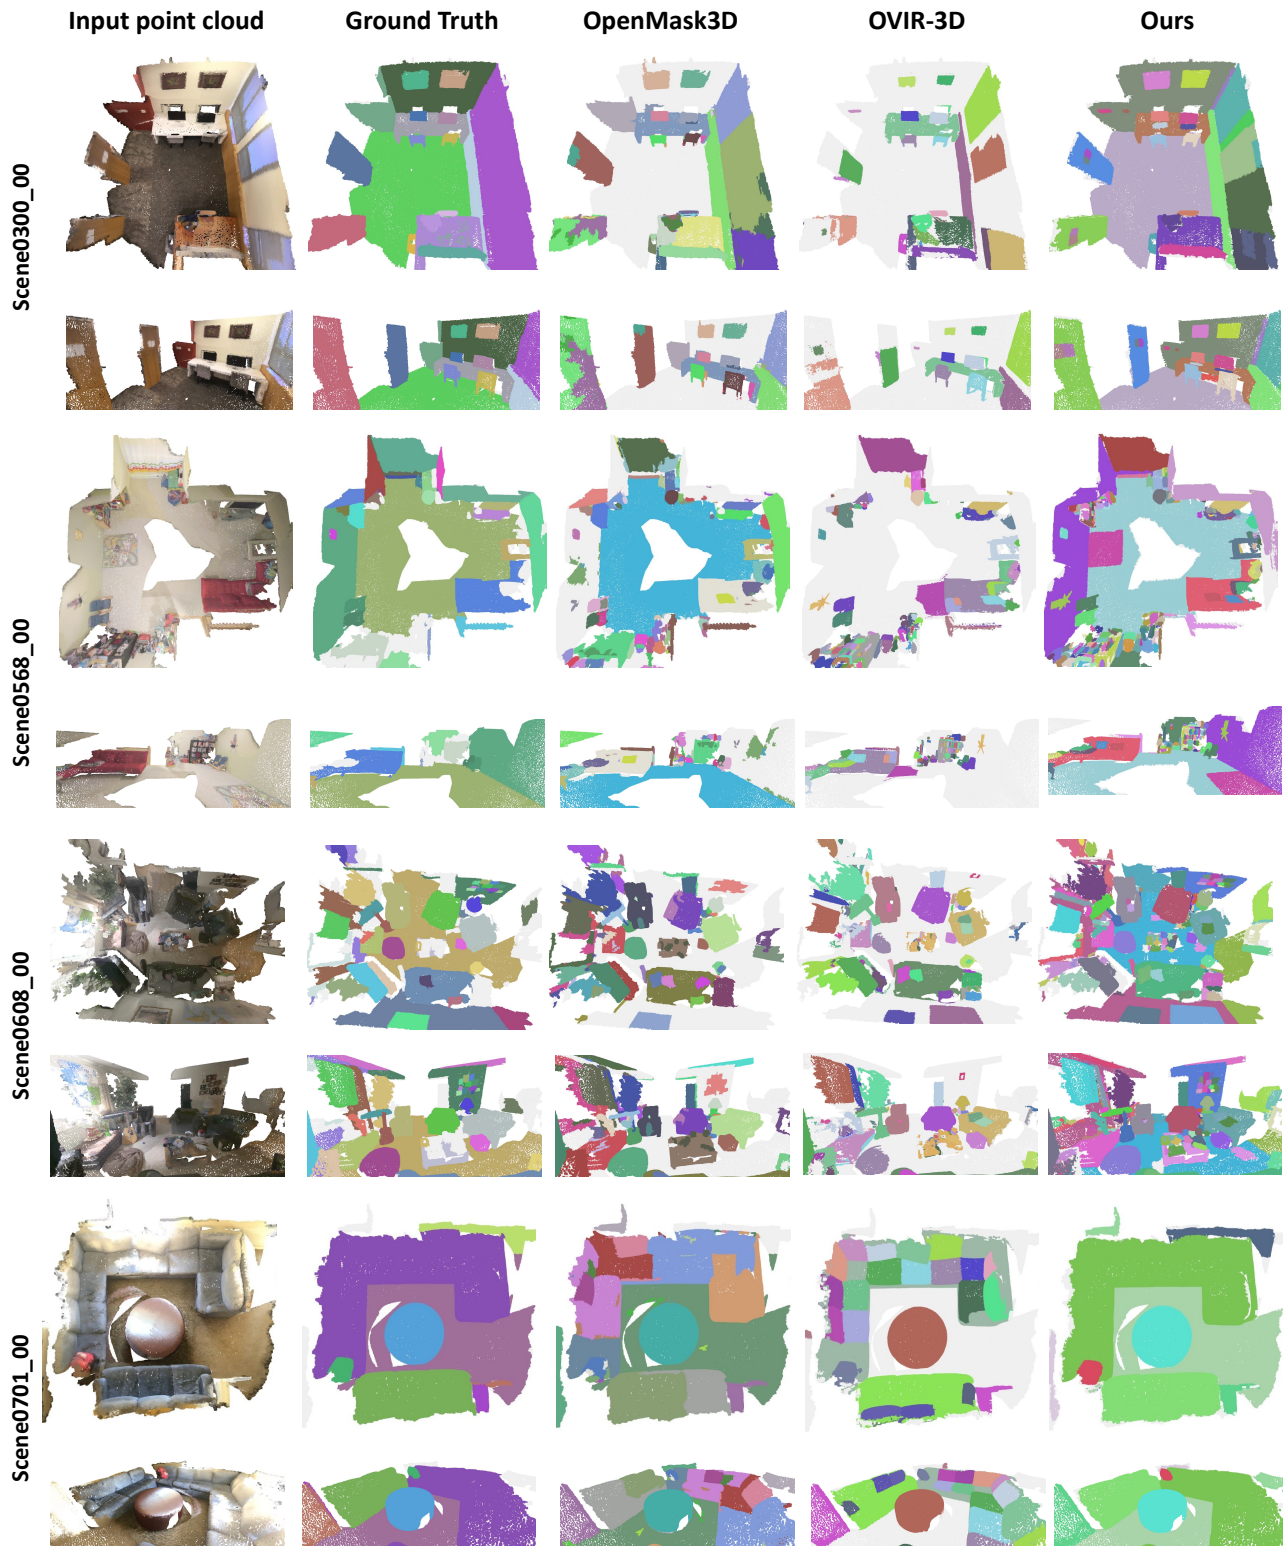 Input point cloud Ground Truth OpenMask3D OVIR-3D Ours
Scene0300_00
Scene0568_00
Scene0608_00
Scene0701_00